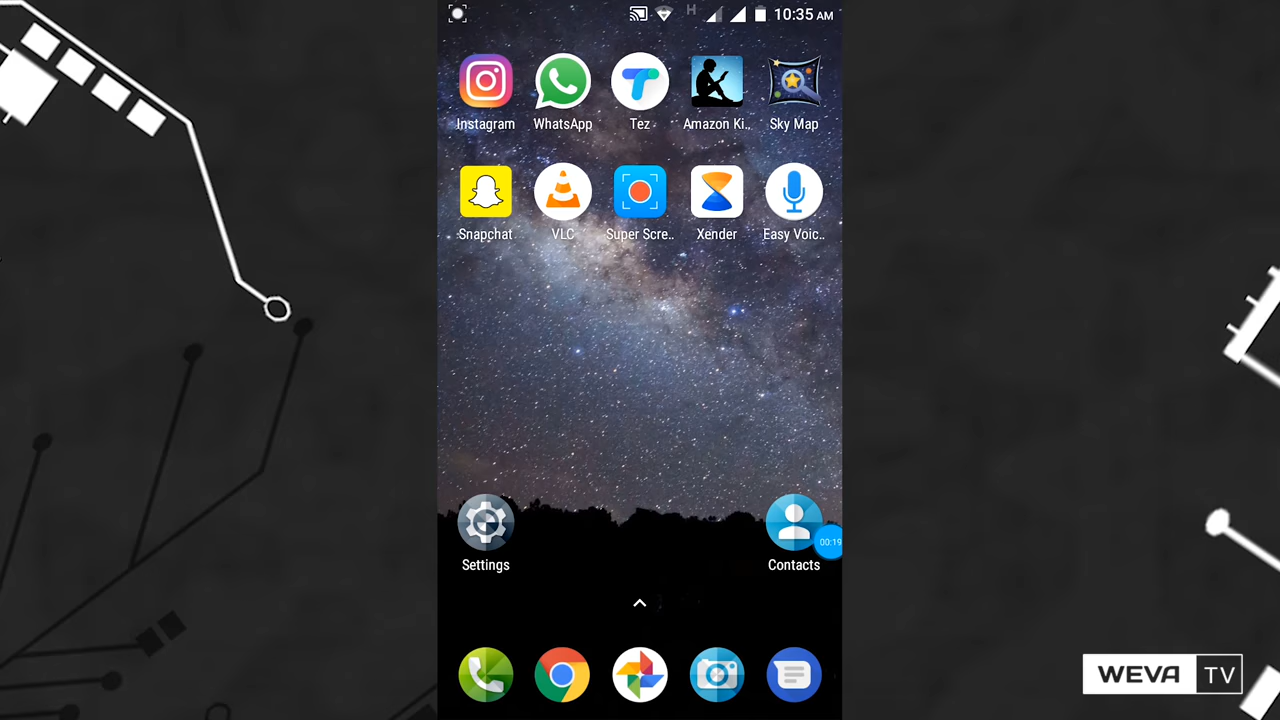 H 10:35 AM
Instagram WhatsApp Tez Amazon Ki.. Sky Map
Snapchat VLC Super Scre.. Xender Easy Voic..
00:19
Settings Contacts
WEVA TV